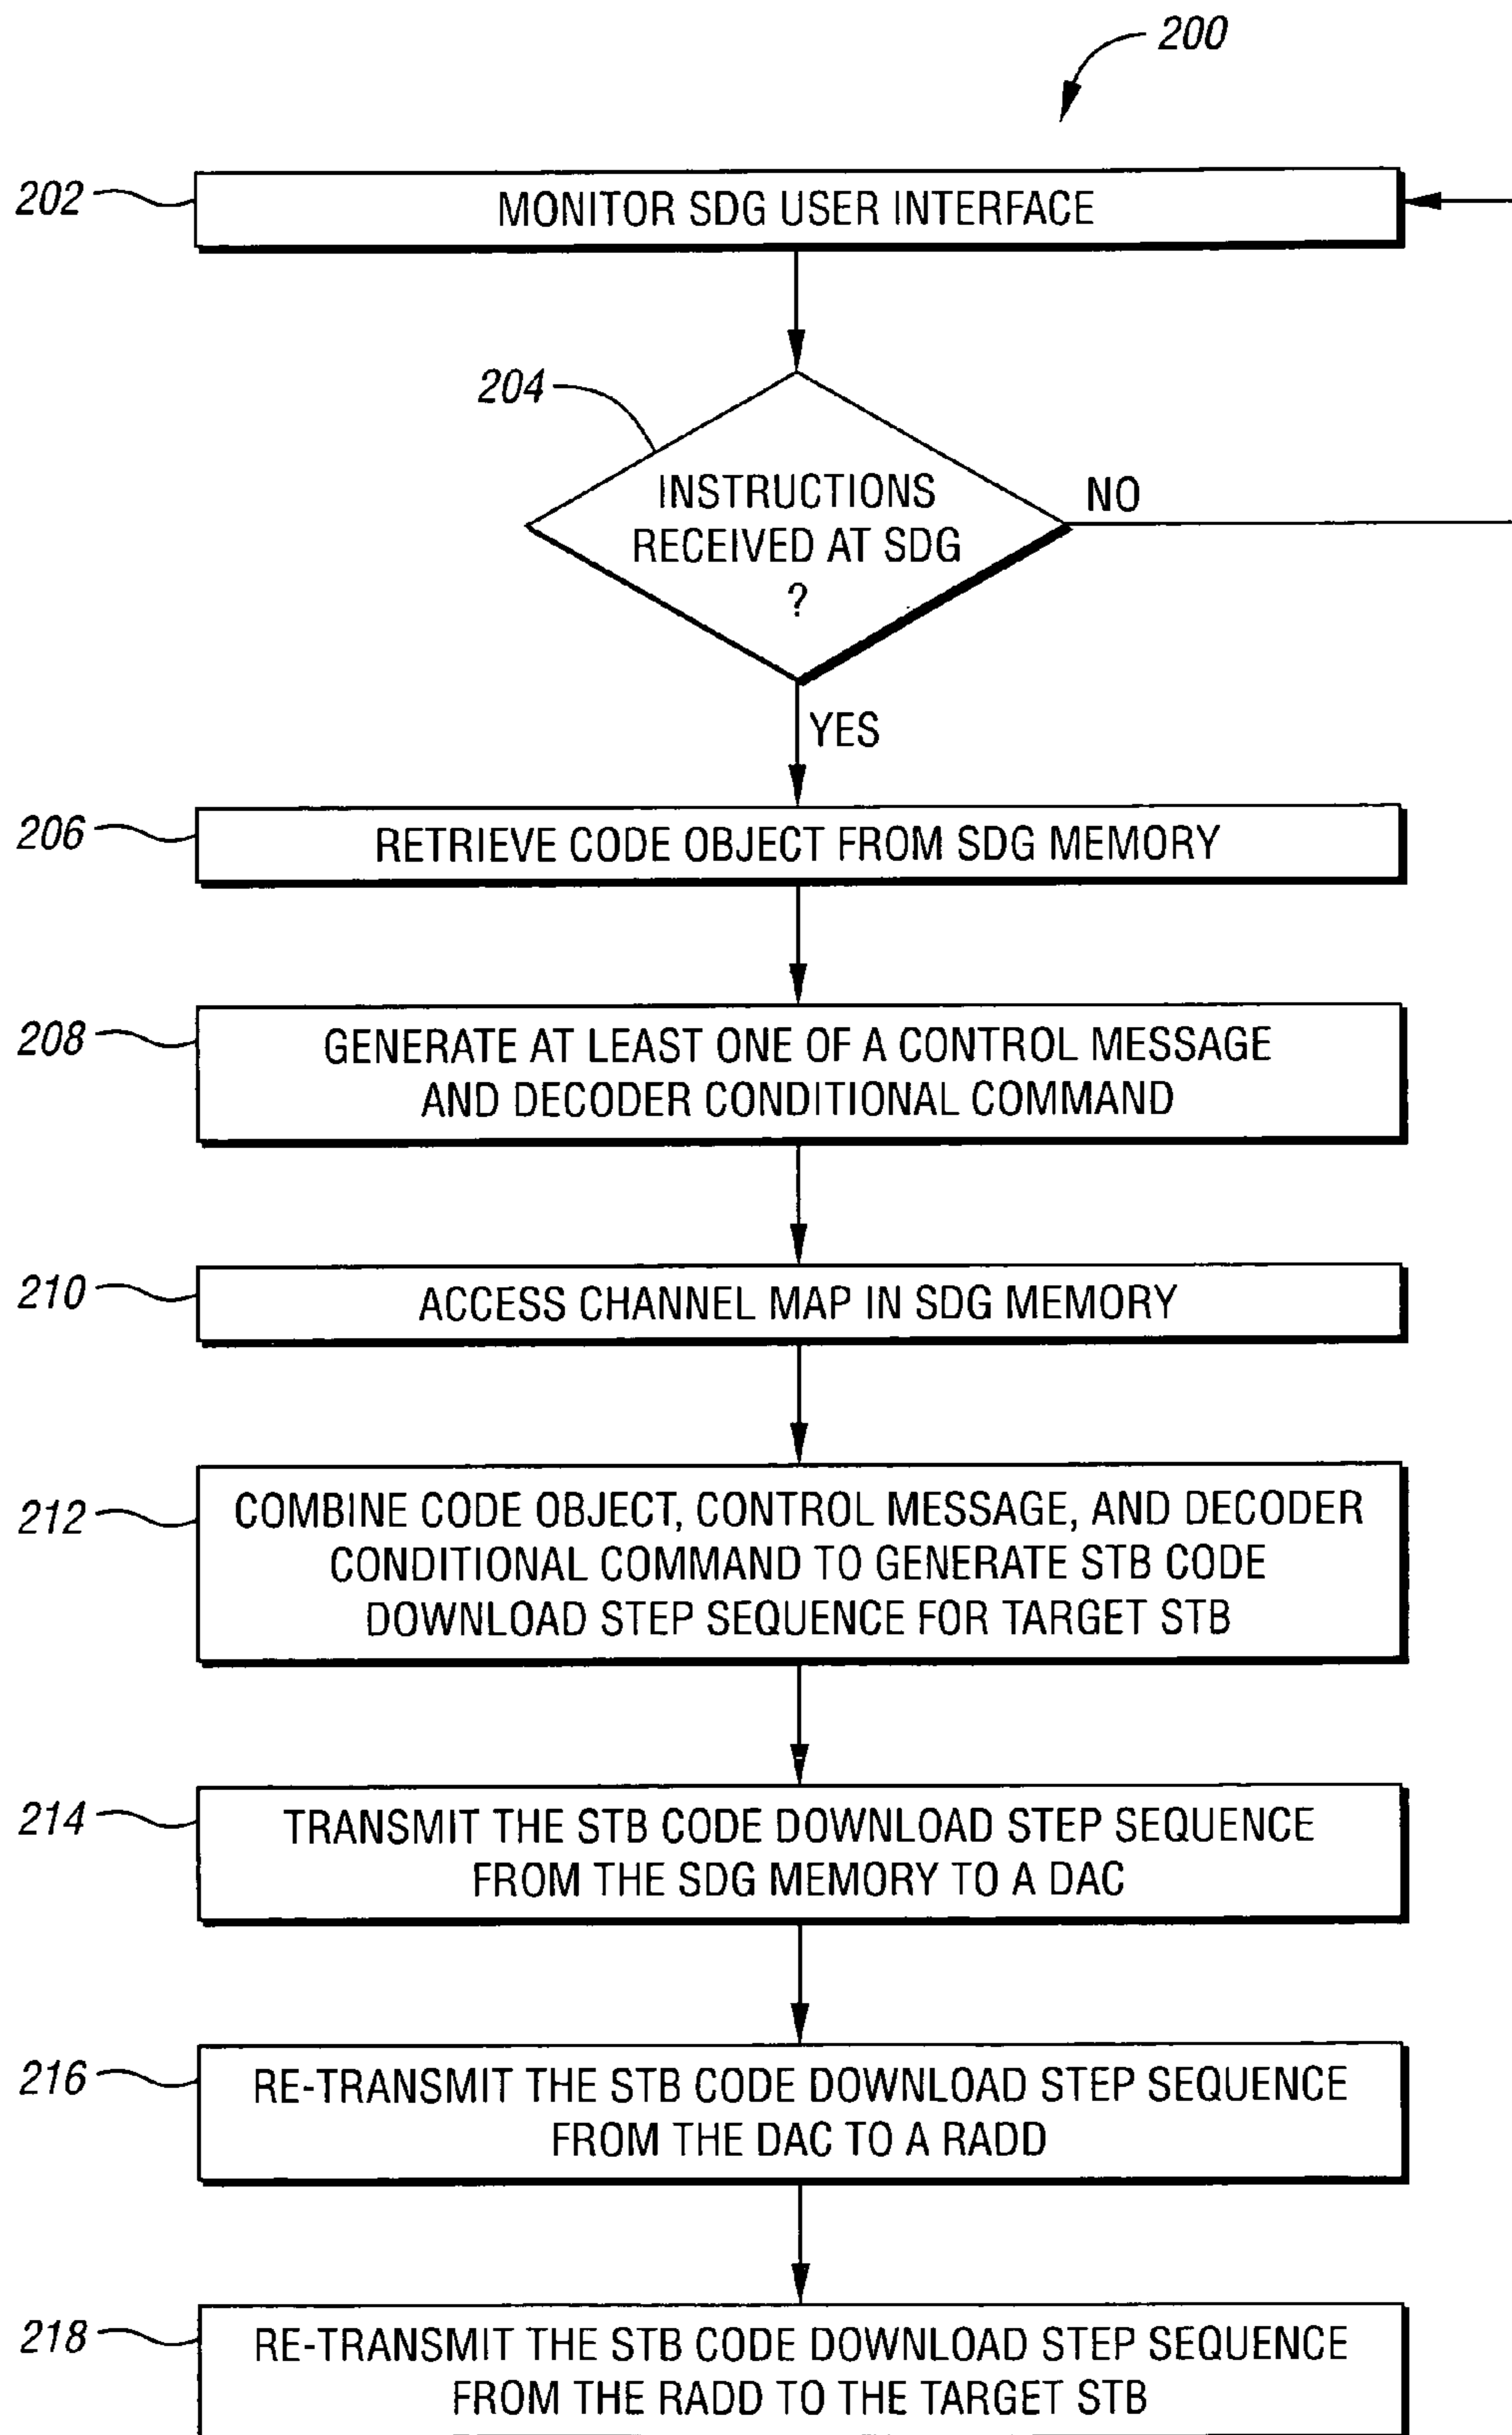 200
202
MONITOR SDG USER INTERFACE
204
INSTRUCTIONS
RECEIVED AT SDG
?
NO
YES
206
RETRIEVE CODE OBJECT FROM SDG MEMORY
208
GENERATE AT LEAST ONE OF A CONTROL MESSAGE
AND DECODER CONDITIONAL COMMAND
210
ACCESS CHANNEL MAP IN SDG MEMORY
212
COMBINE CODE OBJECT, CONTROL MESSAGE, AND DECODER
CONDITIONAL COMMAND TO GENERATE STB CODE
DOWNLOAD STEP SEQUENCE FOR TARGET STB
214
TRANSMIT THE STB CODE DOWNLOAD STEP SEQUENCE
FROM THE SDG MEMORY TO A DAC
216
RE-TRANSMIT THE STB CODE DOWNLOAD STEP SEQUENCE
FROM THE DAC TO A RADD
218
RE-TRANSMIT THE STB CODE DOWNLOAD STEP SEQUENCE
FROM THE RADD TO THE TARGET STB